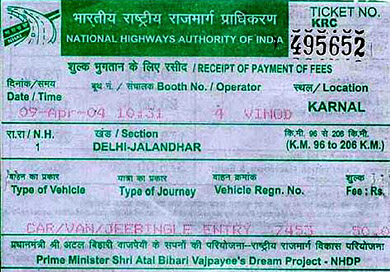 भारतीय राष्ट्रीय राजमार्ग प्राधिकरण
NATIONAL HIGHWAYS AUTHORITY OF INDIA
TICKET NO.
KRC
495652
शुल्क भुगतान के लिए रसीद / RECEIPT OF PAYMENT OF FEES
दिनांक/समय बूथ नं. / संचालक Booth No. / Operator स्थल/Location
Date / Time KARNAL
09-Apr-04 10:31 4 VINOD
रा.रा / N.H. खंड / Section कि.मी. 96 से 206 कि.मी.
1 DELHI-JALANDHAR (K.M. 96 to 206 K.M.)
वाहन का प्रकार यात्रा का प्रकार वाहन क्रमांक शुल्क
Type of Vehicle Type of Journey Vehicle Regn. No. Fee : Rs.
CAR/VAN/JEEP ENTRY 7453
प्रधानमंत्री श्री अटल बिहारी वाजपेयी के सपनों की परियोजना-राष्ट्रीय राजमार्ग विकास परियोजना
Prime Minister Shri Atal Bihari Vajpayee's Dream Project - NHDP